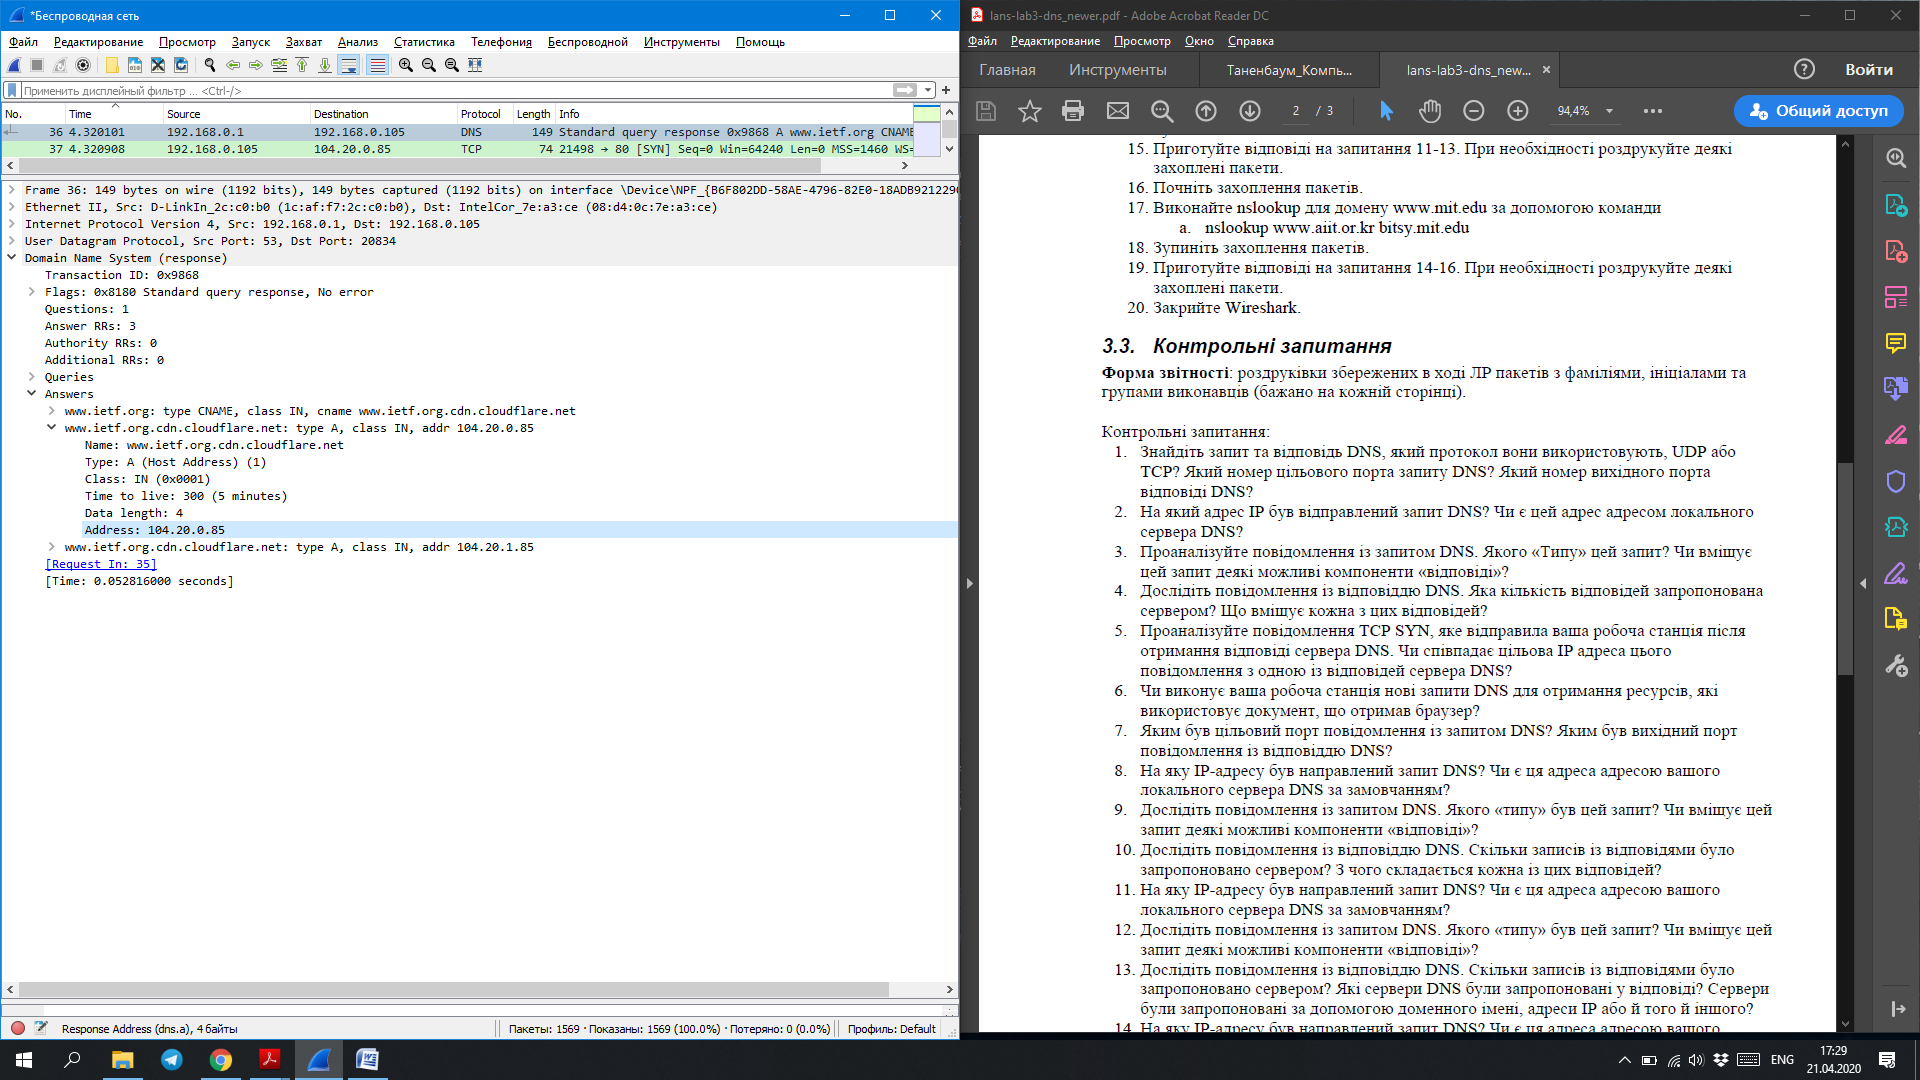 *Беспроводная сеть
Файл Редактирование Просмотр Запуск Захват Анализ Статистика Телефония Беспроводной Инструменты Помощь
Применить дисплейный фильтр ... <Ctrl-/>
No. Time Source Destination Protocol Length Info
36 4.320101 192.168.0.1 192.168.0.105 DNS 149 Standard query response 0x9868 A www.ietf.org CNAME
37 4.320908 192.168.0.105 104.20.0.85 TCP 74 21498 → 80 [SYN] Seq=0 Win=64240 Len=0 MSS=1460 WS=
Frame 36: 149 bytes on wire (1192 bits), 149 bytes captured (1192 bits) on interface \Device\NPF_{B6F802DD-58AE-4796-82E0-18ADB9212290
Ethernet II, Src: D-LinkIn_2c:c0:b0 (1c:af:f7:2c:c0:b0), Dst: IntelCor_7e:a3:ce (08:d4:0c:7e:a3:ce)
Internet Protocol Version 4, Src: 192.168.0.1, Dst: 192.168.0.105
User Datagram Protocol, Src Port: 53, Dst Port: 20834
Domain Name System (response)
Transaction ID: 0x9868
Flags: 0x8180 Standard query response, No error
Questions: 1
Answer RRs: 3
Authority RRs: 0
Additional RRs: 0
Queries
Answers
www.ietf.org: type CNAME, class IN, cname www.ietf.org.cdn.cloudflare.net
www.ietf.org.cdn.cloudflare.net: type A, class IN, addr 104.20.0.85
Name: www.ietf.org.cdn.cloudflare.net
Type: A (Host Address) (1)
Class: IN (0x0001)
Time to live: 300 (5 minutes)
Data length: 4
Address: 104.20.0.85
www.ietf.org.cdn.cloudflare.net: type A, class IN, addr 104.20.1.85
[Request In: 35]
[Time: 0.052816000 seconds]
Response Address (dns.a), 4 байты Пакеты: 1569 · Показаны: 1569 (100.0%) · Потеряно: 0 (0.0%) Профиль: Default
lans-lab3-dns_newer.pdf - Adobe Acrobat Reader DC
Файл Редактирование Просмотр Окно Справка
Главная Инструменты Таненбаум_Компь... lans-lab3-dns_new... × Войти
2 / 3 94,4% Общий доступ
15. Приготуйте відповіді на запитання 11-13. При необхідності роздрукуйте деякі
захоплені пакети.
16. Почніть захоплення пакетів.
17. Виконайте nslookup для домену www.mit.edu за допомогою команди
a. nslookup www.aiit.or.kr bitsy.mit.edu
18. Зупиніть захоплення пакетів.
19. Приготуйте відповіді на запитання 14-16. При необхідності роздрукуйте деякі
захоплені пакети.
20. Закрийте Wireshark.
3.3. Контрольні запитання
Форма звітності: роздруківки збережених в ході ЛР пакетів з фаміліями, ініціалами та
групами виконавців (бажано на кожній сторінці).
Контрольні запитання:
1. Знайдіть запит та відповідь DNS, який протокол вони використовують, UDP або
TCP? Який номер цільового порта запиту DNS? Який номер вихідного порта
відповіді DNS?
2. На який адрес IP був відправлений запит DNS? Чи є цей адрес адресом локального
сервера DNS?
3. Проаналізуйте повідомлення із запитом DNS. Якого «Типу» цей запит? Чи вміщує
цей запит деякі можливі компоненти «відповіді»?
4. Дослідіть повідомлення із відповіддю DNS. Яка кількість відповідей запропонована
сервером? Що вміщує кожна з цих відповідей?
5. Проаналізуйте повідомлення TCP SYN, яке відправила ваша робоча станція після
отримання відповіді сервера DNS. Чи співпадає цільова IP адреса цього
повідомлення з одною із відповідей сервера DNS?
6. Чи виконує ваша робоча станція нові запити DNS для отримання ресурсів, які
використовує документ, що отримав браузер?
7. Яким був цільовий порт повідомлення із запитом DNS? Яким був вихідний порт
повідомлення із відповіддю DNS?
8. На яку IP-адресу був направлений запит DNS? Чи є ця адреса адресою вашого
локального сервера DNS за замовчанням?
9. Дослідіть повідомлення із запитом DNS. Якого «типу» був цей запит? Чи вміщує цей
запит деякі можливі компоненти «відповіді»?
10. Дослідіть повідомлення із відповіддю DNS. Скільки записів із відповідями було
запропоновано сервером? З чого складається кожна із цих відповідей?
11. На яку IP-адресу був направлений запит DNS? Чи є ця адреса адресою вашого
локального сервера DNS за замовчанням?
12. Дослідіть повідомлення із запитом DNS. Якого «типу» був цей запит? Чи вміщує цей
запит деякі можливі компоненти «відповіді»?
13. Дослідіть повідомлення із відповіддю DNS. Скільки записів із відповідями було
запропоновано сервером? Які сервери DNS були запропоновані у відповіді? Сервери
були запропоновані за допомогою доменного імені, адреси IP або й того й іншого?
14. На яку IP-адресу був направлений запит DNS? Чи є ця адреса адресою вашого
ENG 17:29
21.04.2020